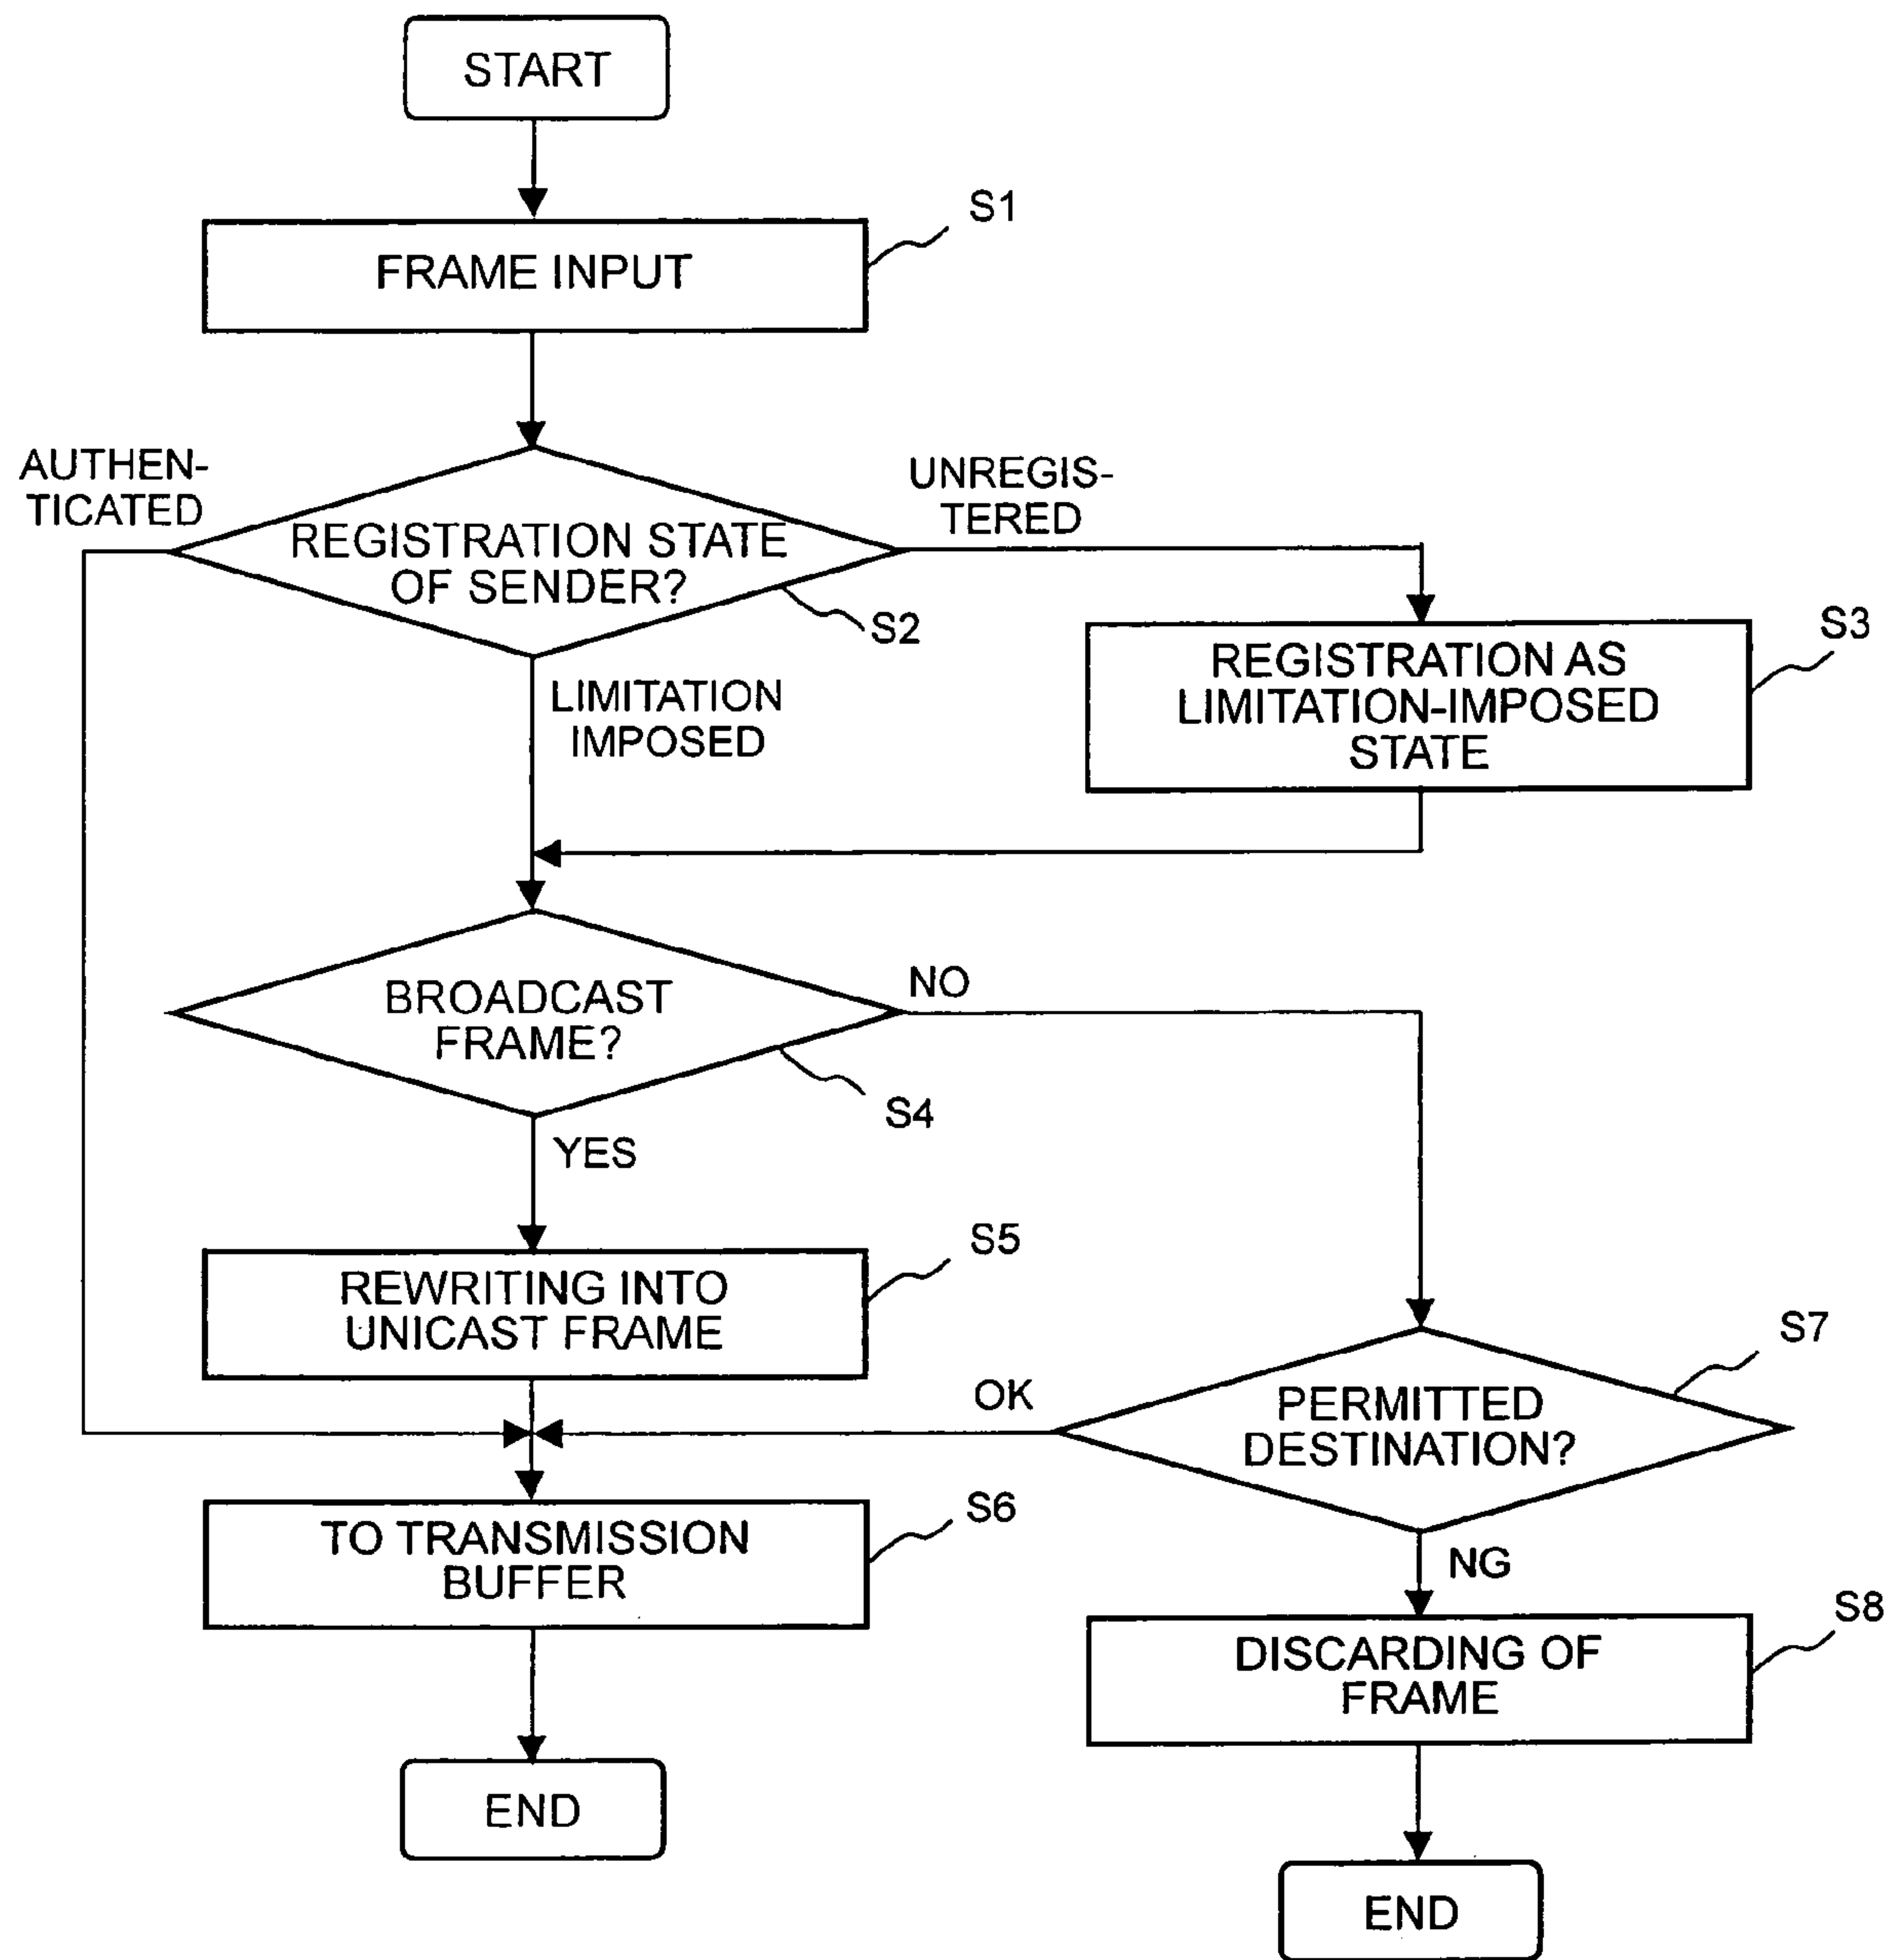 START
S1
FRAME INPUT
AUTHEN-
TICATED
UNREGIS-
TERED
REGISTRATION STATE
OF SENDER?
S2
S3
REGISTRATION AS
LIMITATION-IMPOSED
STATE
LIMITATION
IMPOSED
BROADCAST
FRAME?
NO
S4
YES
S5
REWRITING INTO
UNICAST FRAME
S7
OK
PERMITTED
DESTINATION?
S6
TO TRANSMISSION
BUFFER
NG
S8
DISCARDING OF
FRAME
END
END